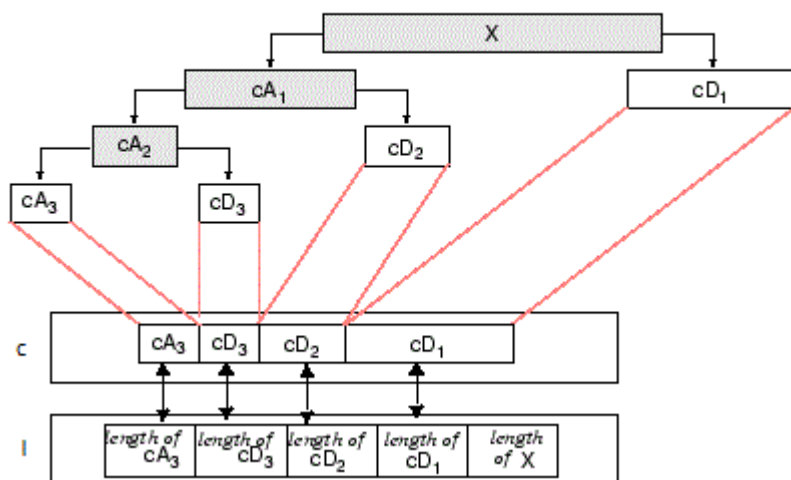 X
cA₁
cD₁
cA₂
cD₂
cA₃
cD₃
c
cA₃ cD₃ cD₂ cD₁
l
length of length of length of length of length
cA₃ cD₃ cD₂ cD₁ of X